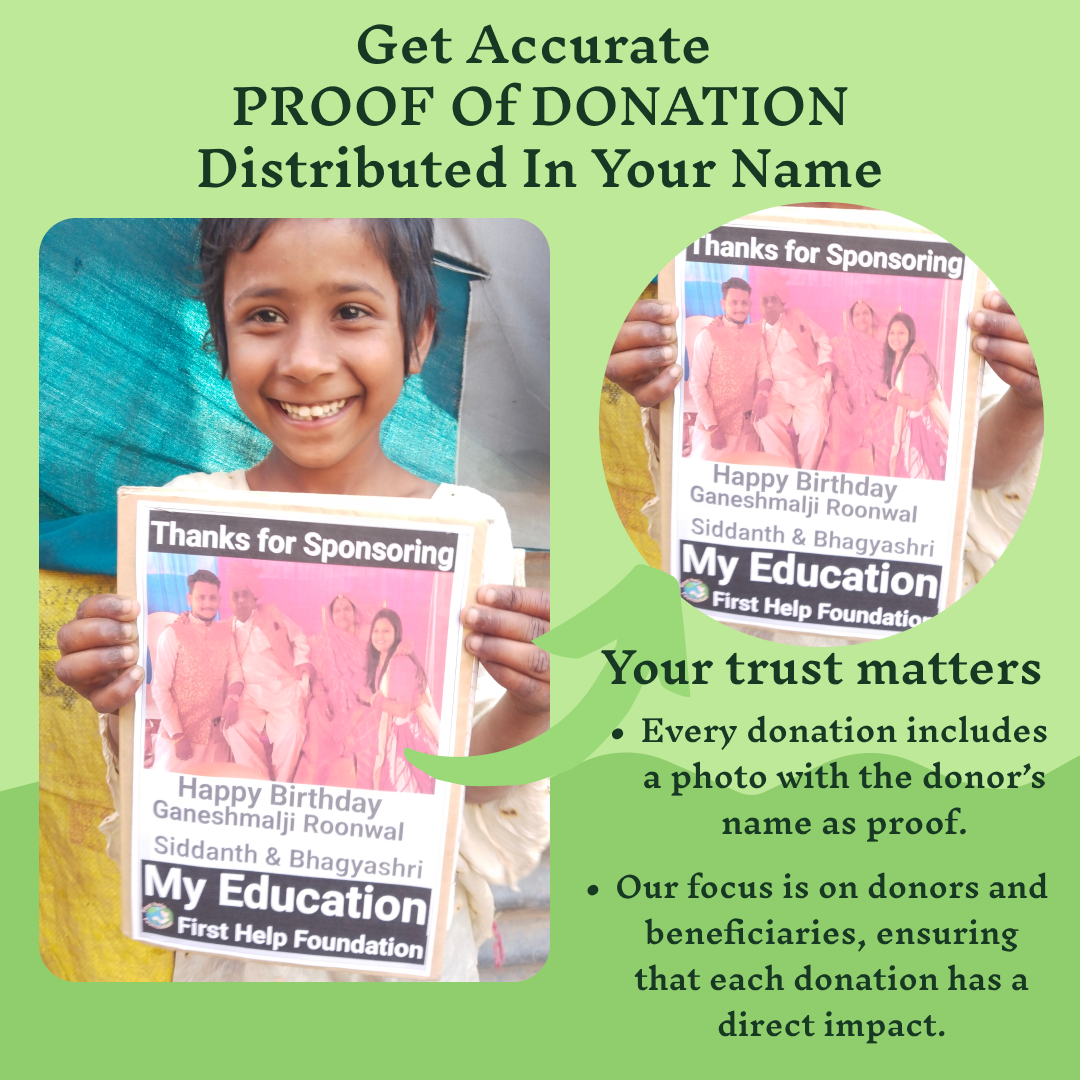 Get Accurate
PROOF Of DONATION
Distributed In Your Name
Thanks for Sponsoring
Happy Birthday
Ganeshmalji Roonwal
Siddanth & Bhagyashri
My Education
First Help Foundation
Thanks for Sponsoring
Happy Birthday
Ganeshmalji Roonwal
Siddanth & Bhagyashri
My Education
First Help Foundation
Your trust matters
• Every donation includes
a photo with the donor’s
name as proof.
• Our focus is on donors and
beneficiaries, ensuring
that each donation has a
direct impact.